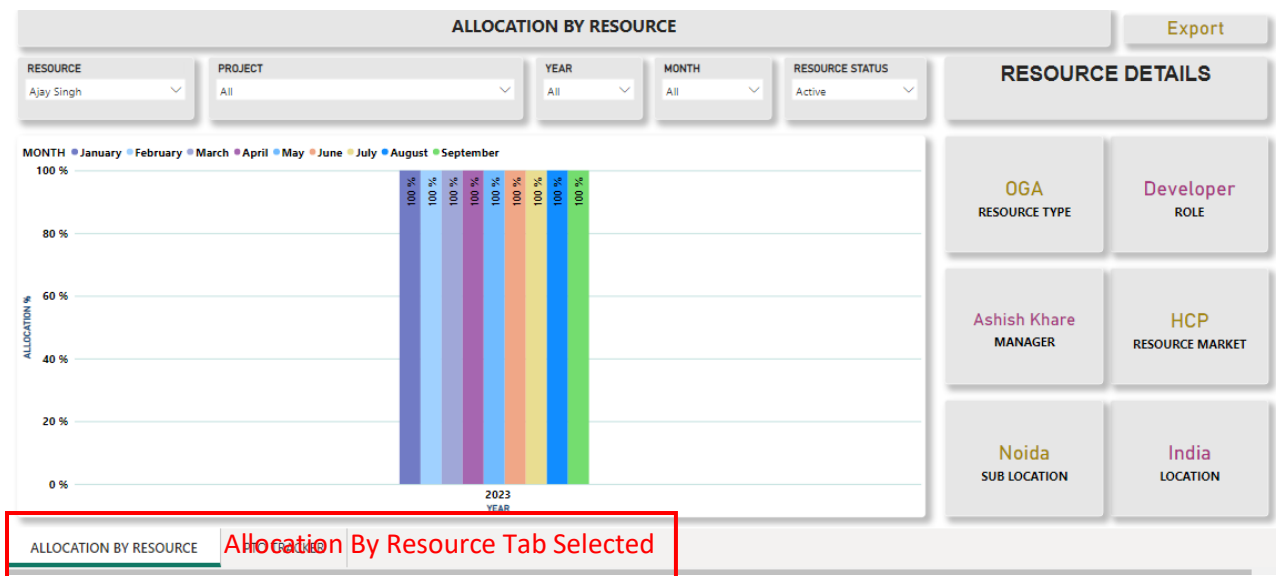 ALLOCATION BY RESOURCE
Export
RESOURCE
PROJECT
YEAR
MONTH
RESOURCE STATUS
Ajay Singh
All
All
All
Active
RESOURCE DETAILS
MONTH January February March April May June July August September
100 %
80 %
60 %
40 %
20 %
0 %
ALLOCATION %
100 %
100 %
100 %
100 %
100 %
100 %
100 %
100 %
100 %
2023
YEAR
OGA
RESOURCE TYPE
Developer
ROLE
Ashish Khare
MANAGER
HCP
RESOURCE MARKET
Noida
SUB LOCATION
India
LOCATION
ALLOCATION BY RESOURCE
PTO TRACKER
Allocation By Resource Tab Selected